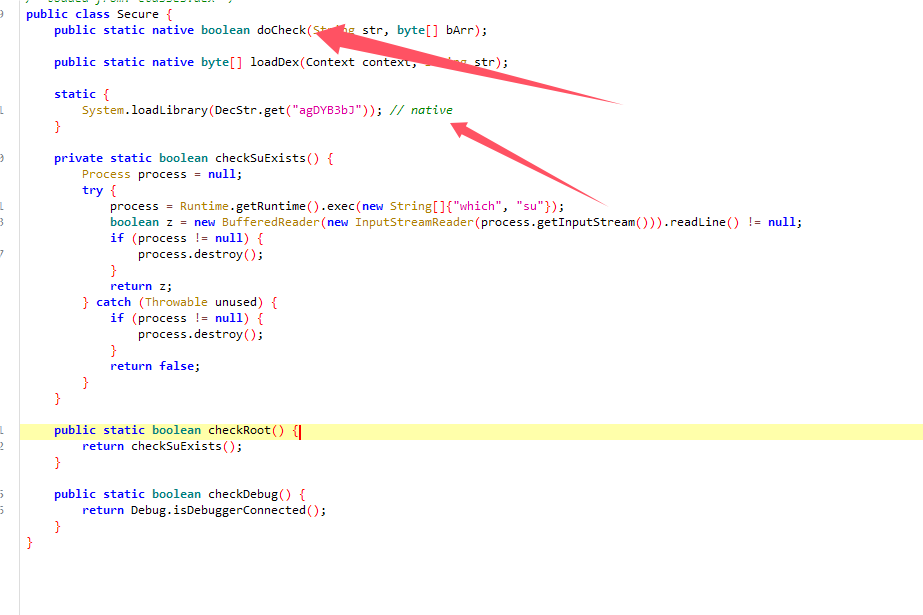 public class Secure {
public static native boolean doCheck(String str, byte[] bArr);
public static native byte[] loadDex(Context context, String str);
static {
System.loadLibrary(DecStr.get("agDYB3bJ")); // native
}
private static boolean checkSuExists() {
Process process = null;
try {
process = Runtime.getRuntime().exec(new String[]{"which", "su"});
boolean z = new BufferedReader(new InputStreamReader(process.getInputStream())).readLine() != null;
if (process != null) {
process.destroy();
}
return z;
} catch (Throwable unused) {
if (process != null) {
process.destroy();
}
return false;
}
}
public static boolean checkRoot() {
return checkSuExists();
}
public static boolean checkDebug() {
return Debug.isDebuggerConnected();
}
}